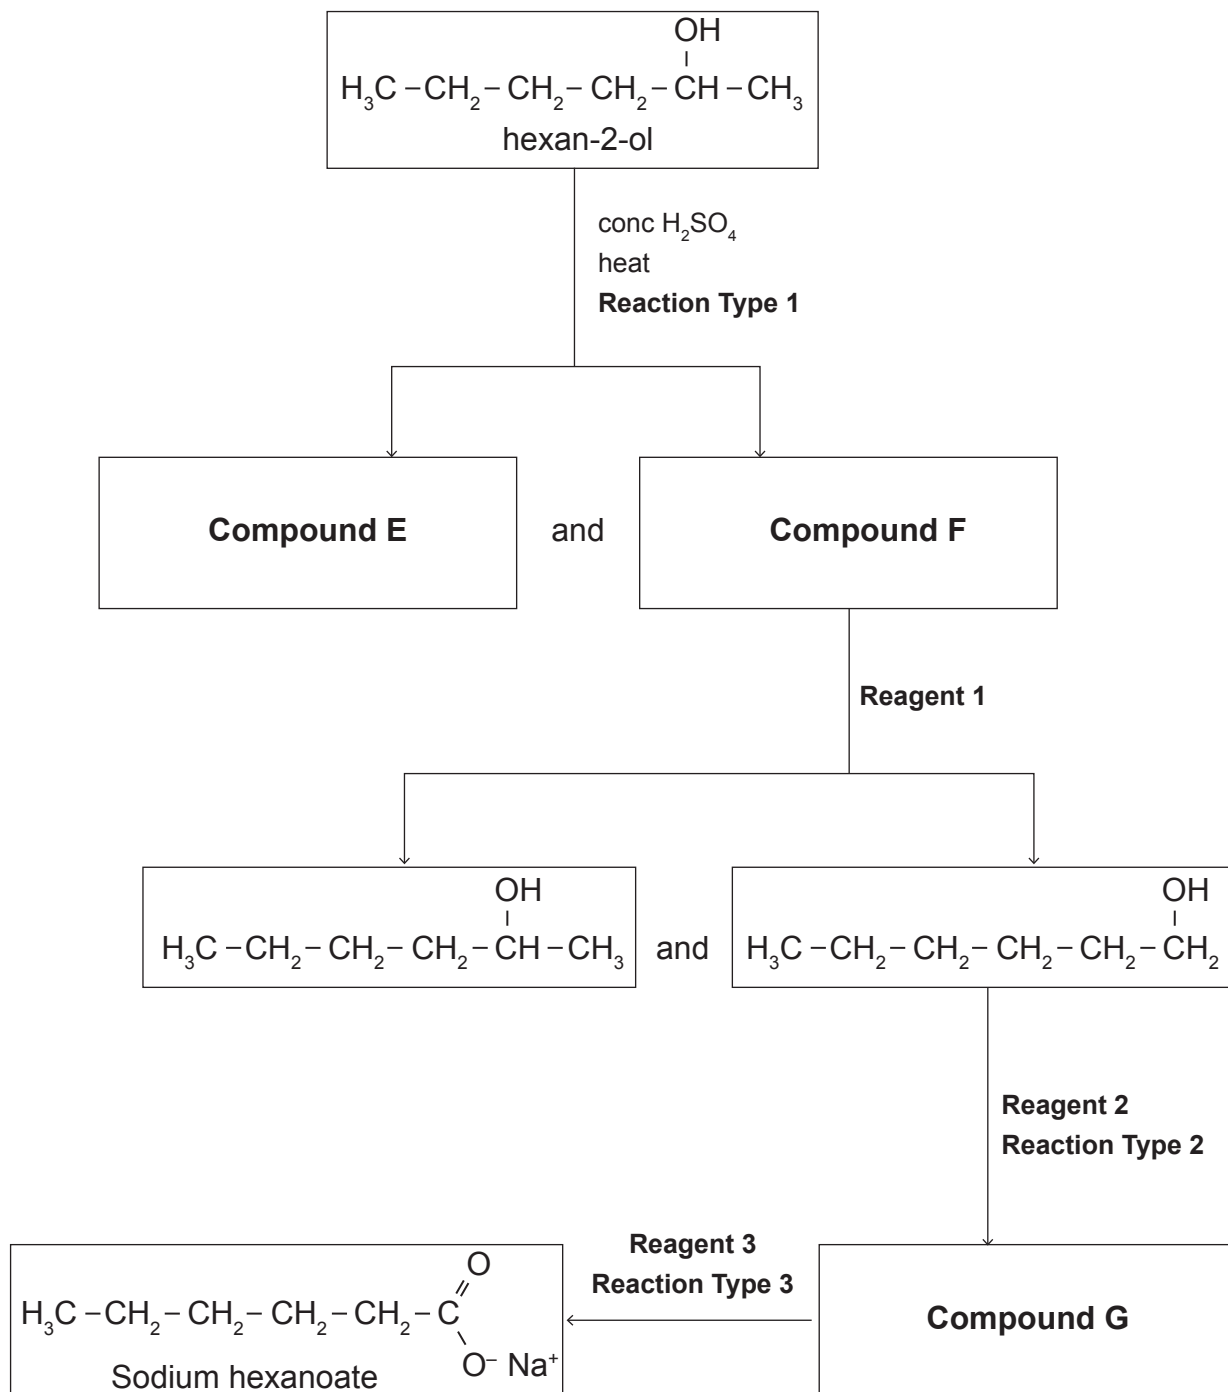 OH
H₃C – CH₂ – CH₂ – CH₂ – CH – CH₃
hexan-2-ol
conc H₂SO₄
heat
Reaction Type 1
Compound E and Compound F
Reagent 1
OH
H₃C – CH₂ – CH₂ – CH₂ – CH – CH₃
and
OH
H₃C – CH₂ – CH₂ – CH₂ – CH₂ – CH₂
Reagent 2
Reaction Type 2
Reagent 3
Reaction Type 3
Compound G
O
H₃C – CH₂ – CH₂ – CH₂ – CH₂ – C
O⁻ Na⁺
Sodium hexanoate